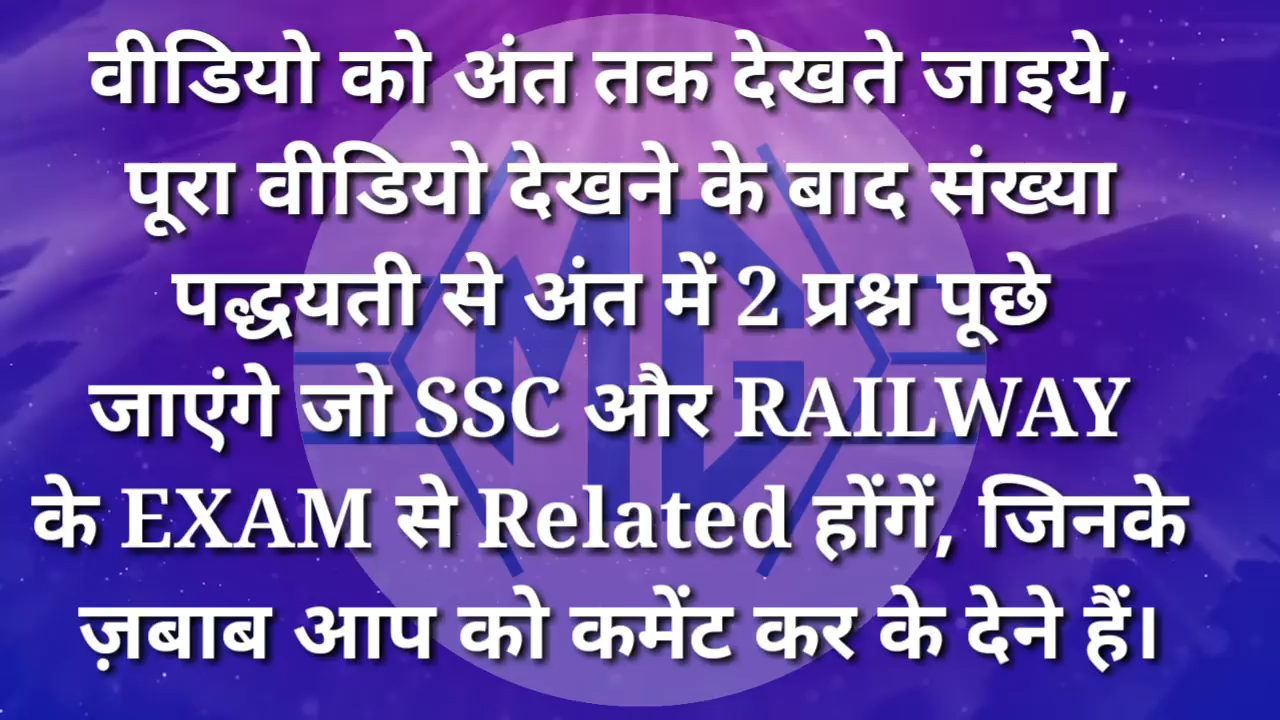 वीडियो को अंत तक देखते जाइये,
पूरा वीडियो देखने के बाद संख्या
पद्धयती से अंत में 2 प्रश्न पूछे
जाएंगे जो SSC और RAILWAY
के EXAM से Related होंगें, जिनके
ज़बाब आप को कमेंट कर के देने हैं।